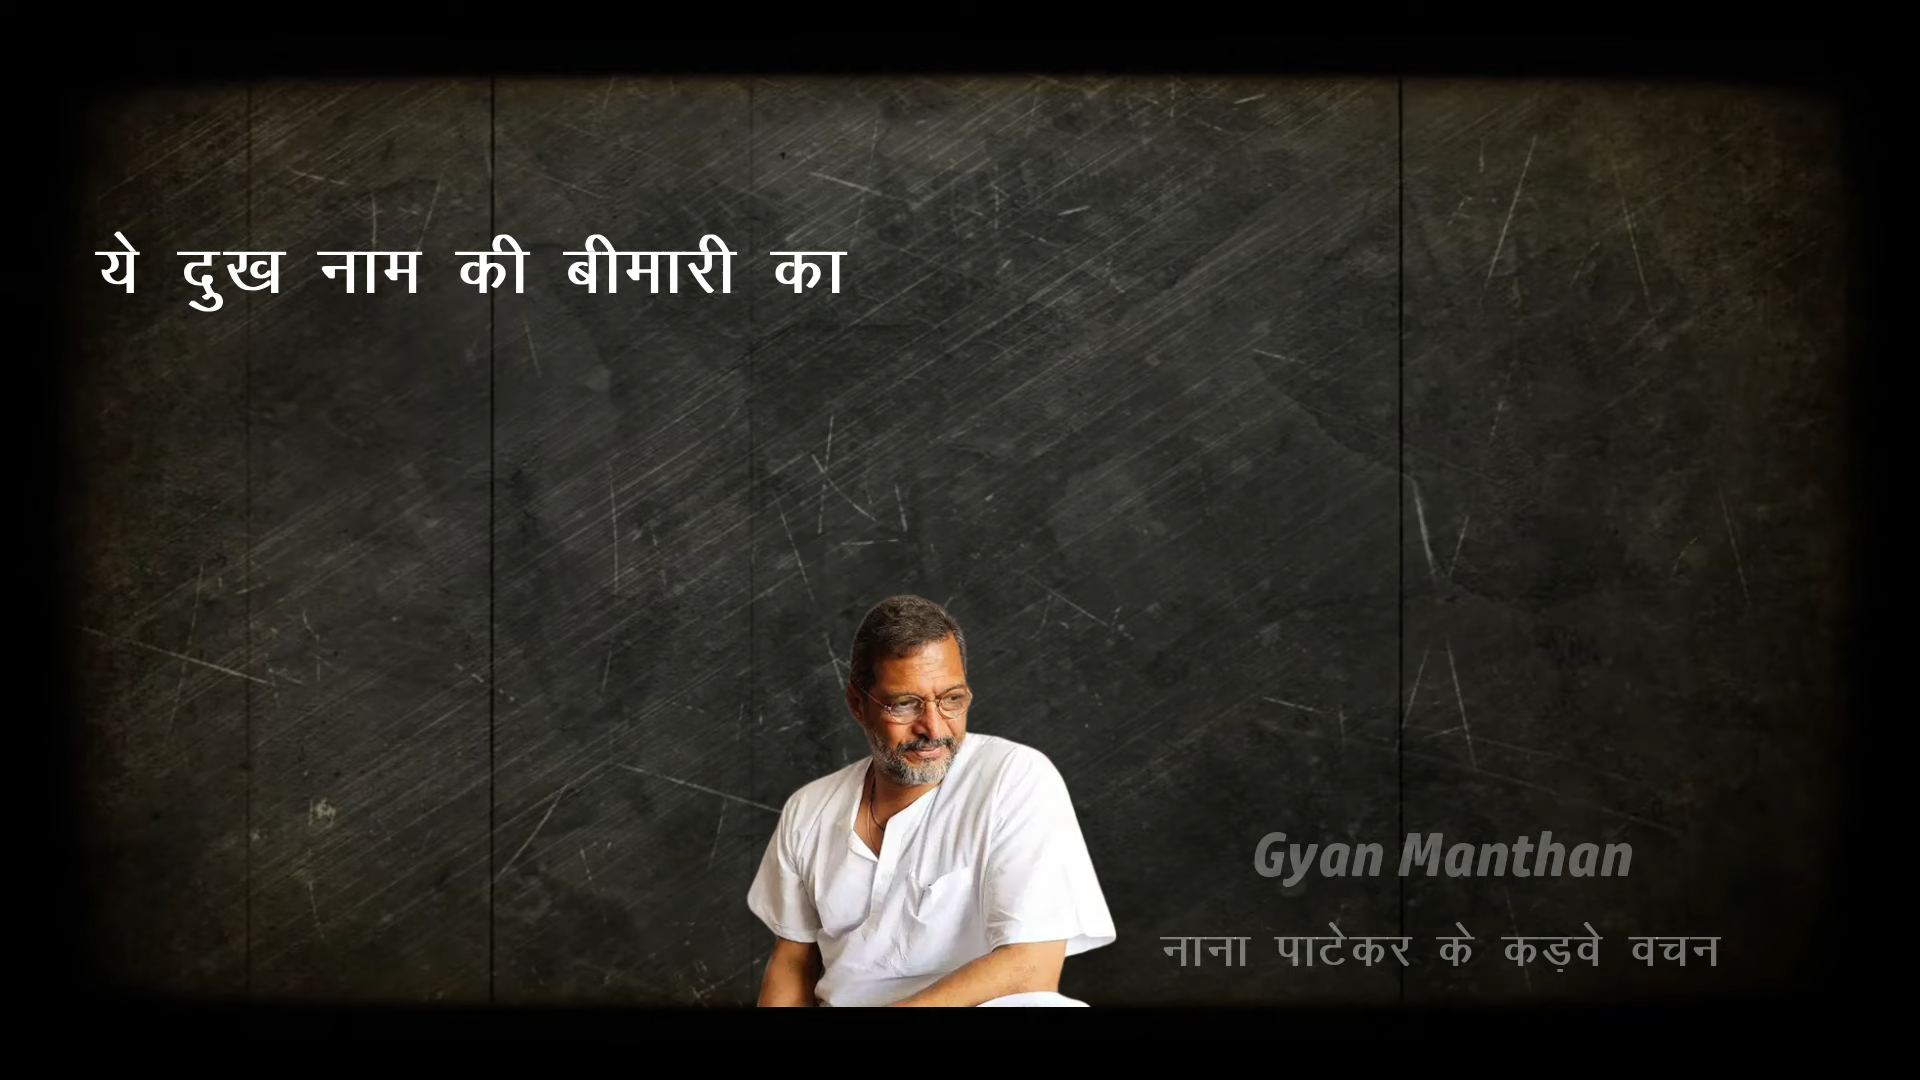 ये दुख नाम की बीमारी का
Gyan Manthan
नाना पाटेकर के कड़वे वचन